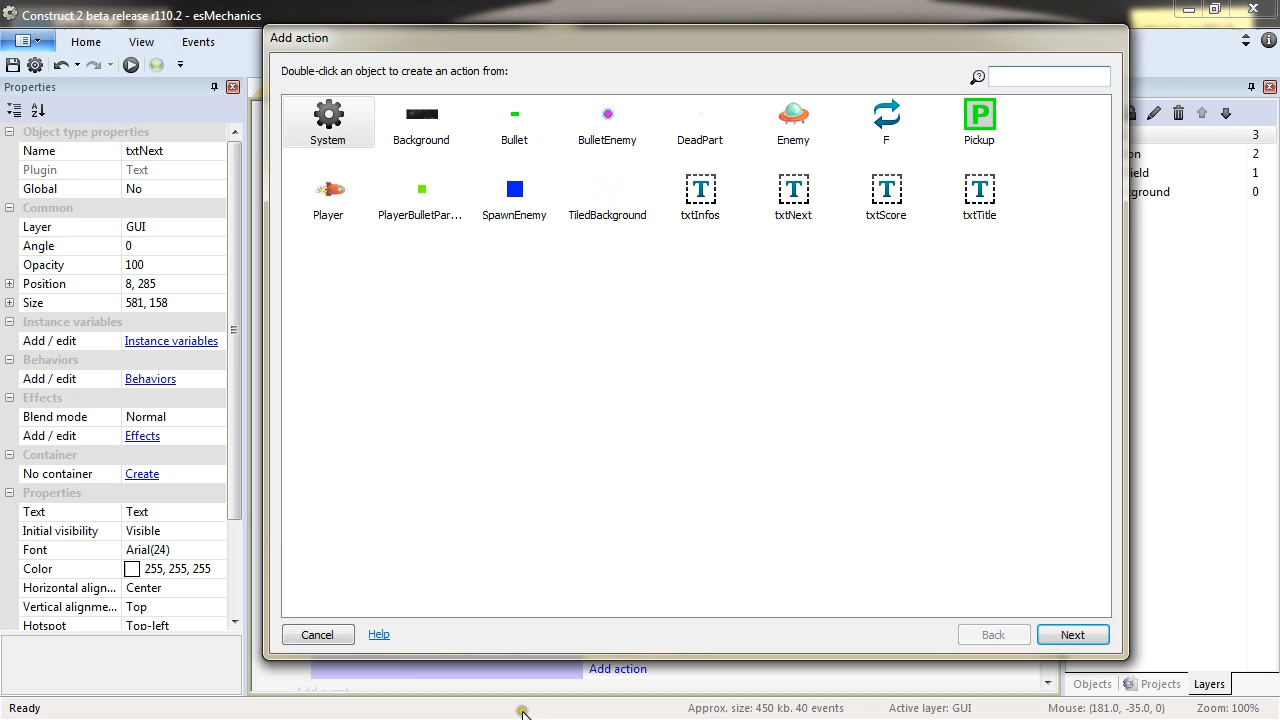 Construct 2 beta release r110.2 - esMechanics
Home View Events
Properties
Object type properties
Name txtNext
Plugin Text
Global No
Common
Layer GUI
Angle 0
Opacity 100
Position 8, 285
Size 581, 158
Instance variables
Add / edit Instance variables
Behaviors
Add / edit Behaviors
Effects
Blend mode Normal
Add / edit Effects
Container
No container Create
Properties
Text Text
Initial visibility Visible
Font Arial(24)
Color 255, 255, 255
Horizontal align... Center
Vertical alignme... Top
Hotspot Top-left
Add action
Double-click an object to create an action from:
System Background Bullet BulletEnemy DeadPart Enemy F Pickup
Player PlayerBulletPar... SpawnEnemy TiledBackground txtInfos txtNext txtScore txtTitle
Cancel Help Back Next
3
on 2
ield 1
ground 0
Add action
Add event
Objects Projects Layers
Ready Approx. size: 450 kb. 40 events Active layer: GUI Mouse: (181.0, -35.0, 0) Zoom: 100%